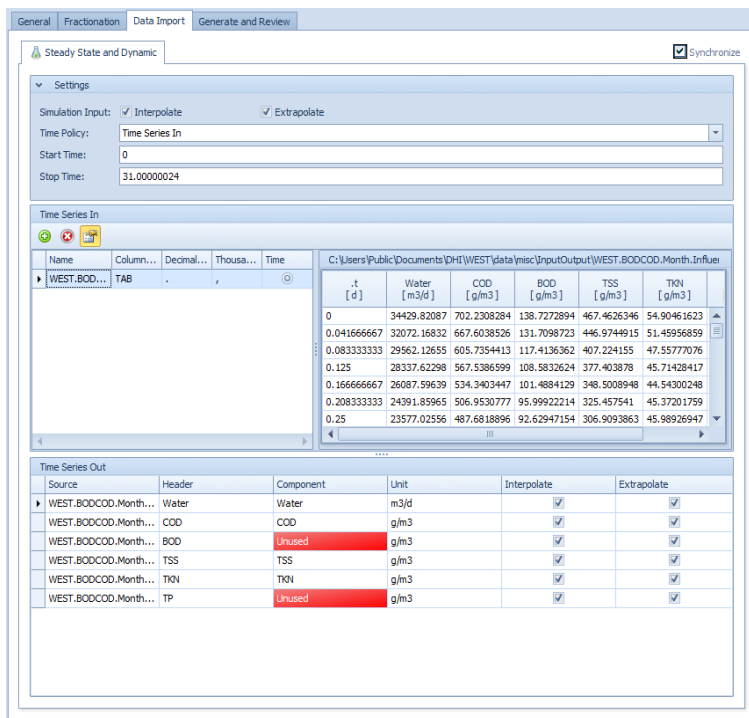 General Fractionation Data Import Generate and Review
Steady State and Dynamic Synchronize
Settings
Simulation Input: Interpolate Extrapolate
Time Policy: Time Series In
Start Time: 0
Stop Time: 31.00000024
Time Series In
Name Column... Decimal... Thousa... Time
WEST.BOD... TAB . ,
C:\Users\Public\Documents\DHI\WEST\data\misc\InputOutput\WEST.BODCOD.Month.Influe
.t Water COD BOD TSS TKN
[d] [m3/d] [g/m3] [g/m3] [g/m3] [g/m3]
0 34429.82087 702.2308284 138.7272894 467.4626346 54.90461623
0.041666667 32072.16832 667.6038526 131.7098723 446.9744915 51.45956859
0.083333333 29562.12655 605.7354413 117.4136362 407.224155 47.55777076
0.125 28337.62298 567.5386599 108.5832624 377.403878 45.71428417
0.166666667 26087.59639 534.3403447 101.4884129 348.5008948 44.54300248
0.208333333 24391.85965 506.9530777 95.99922214 325.457541 45.37201759
0.25 23577.02556 487.6818896 92.62947154 306.9093863 45.98926947
Time Series Out
Source Header Component Unit Interpolate Extrapolate
WEST.BODCOD.Month... Water Water m3/d
WEST.BODCOD.Month... COD COD g/m3
WEST.BODCOD.Month... BOD Unused g/m3
WEST.BODCOD.Month... TSS TSS g/m3
WEST.BODCOD.Month... TKN TKN g/m3
WEST.BODCOD.Month... TP Unused g/m3